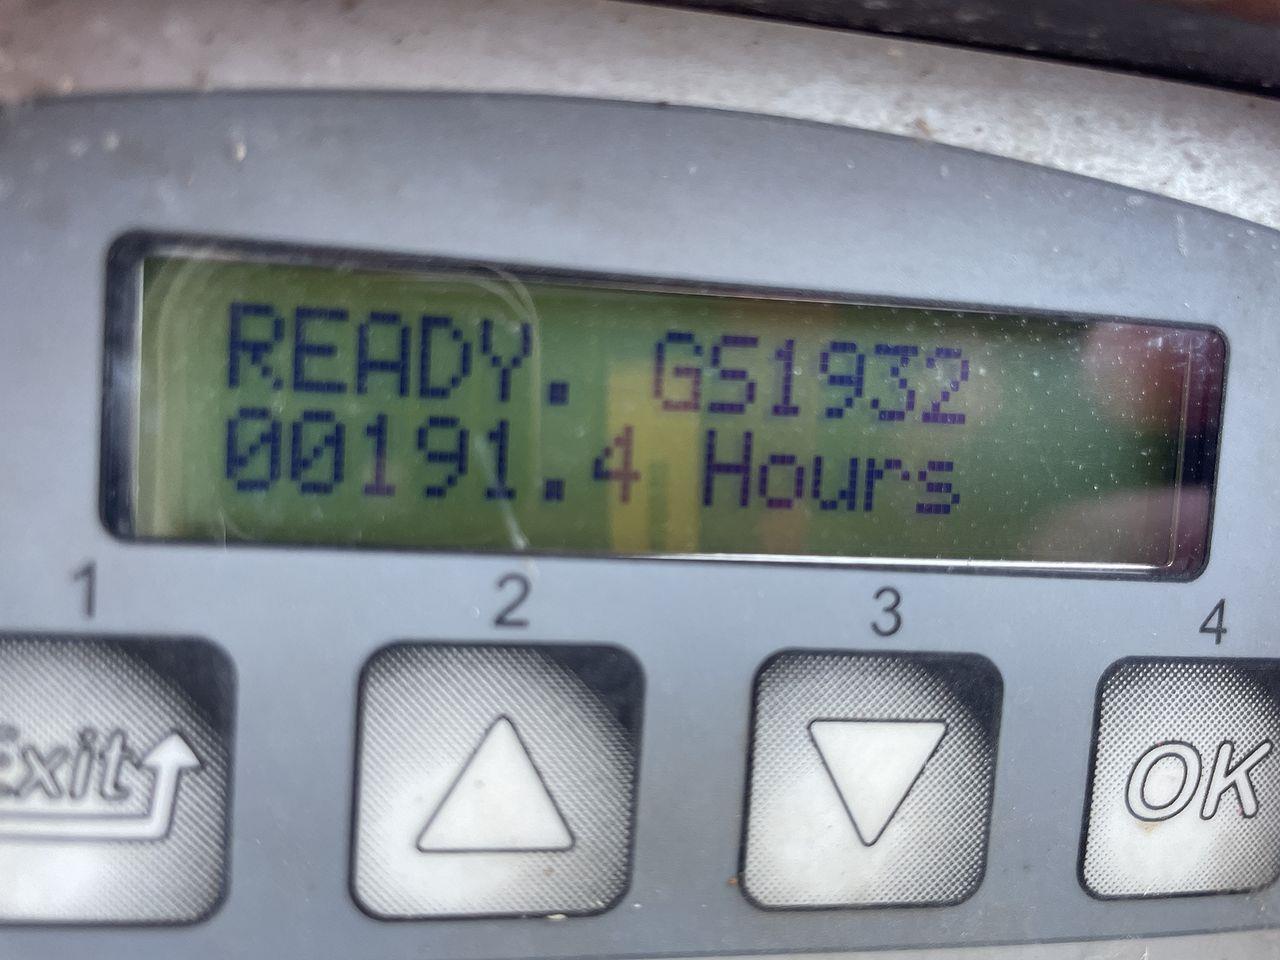 READY. GS1932
00191.4 Hours
1 2 3 4
Exit OK